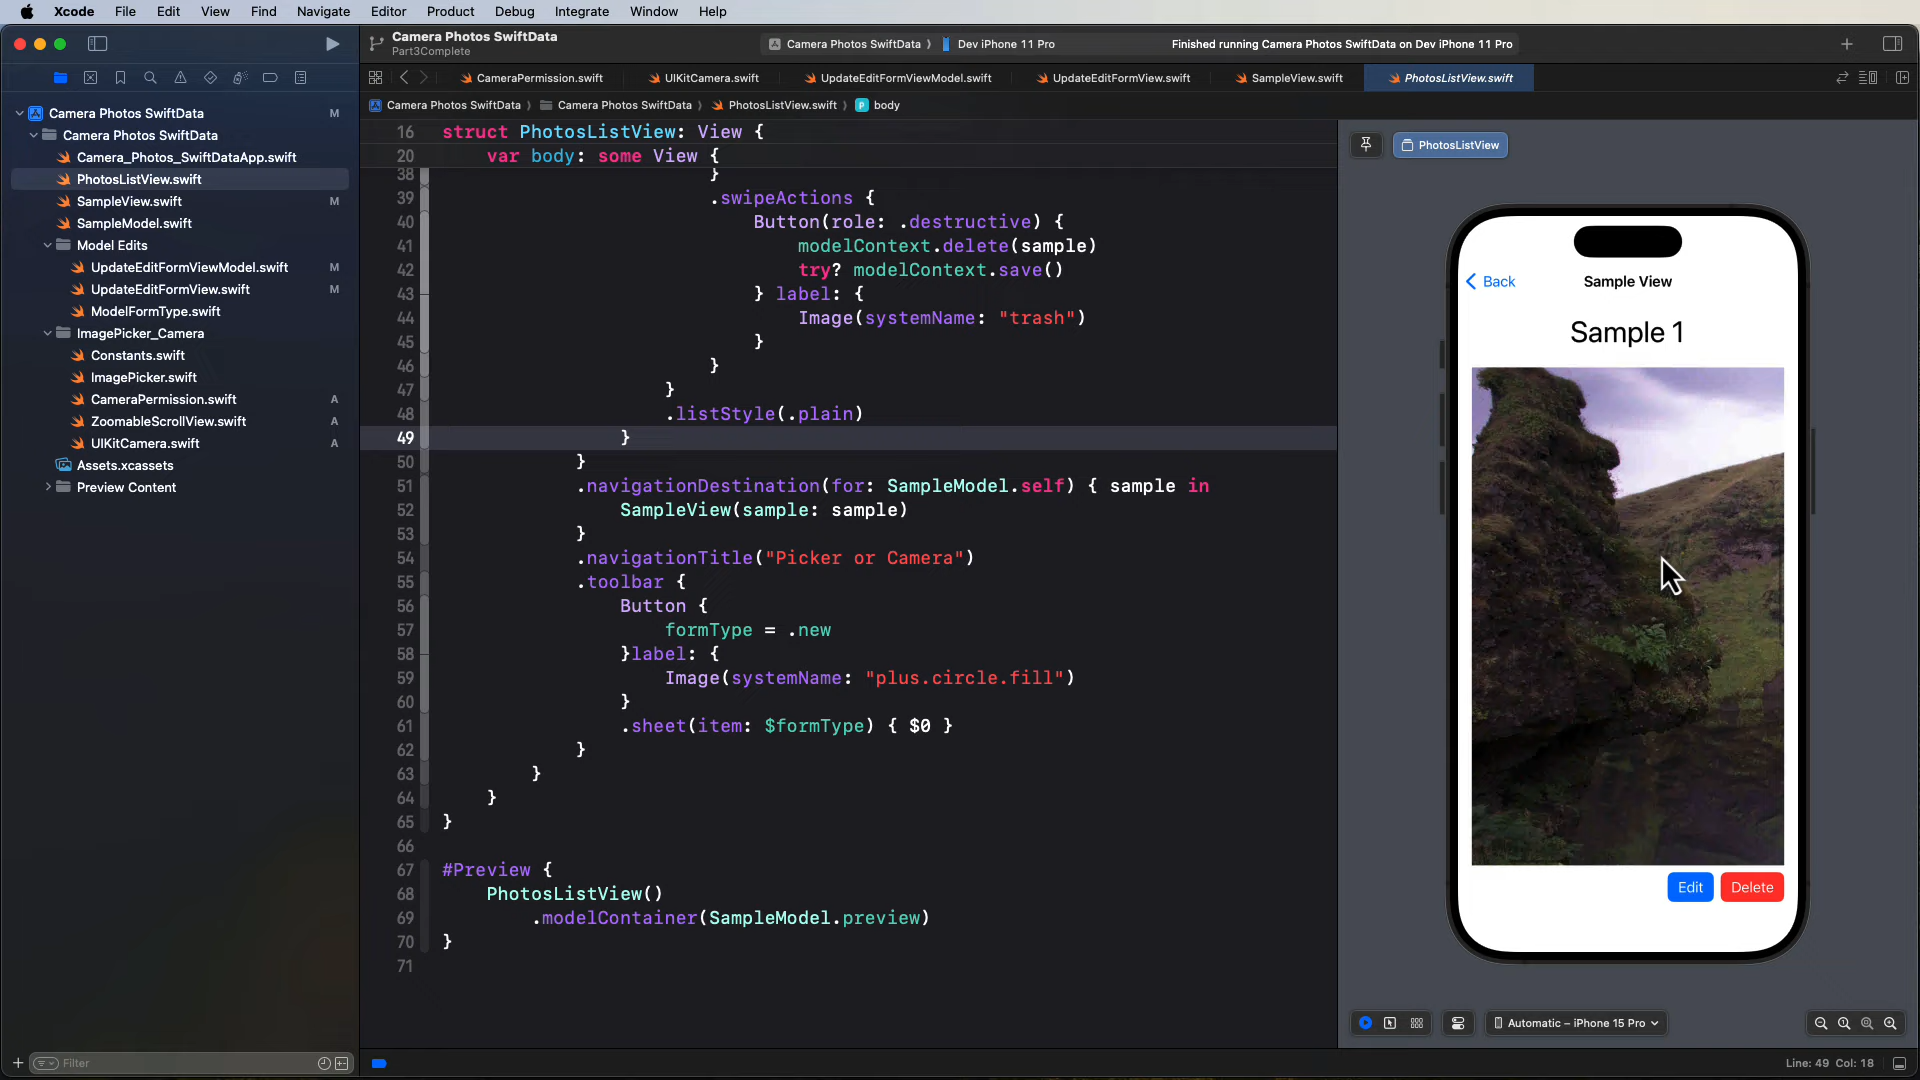 Xcode File Edit View Find Navigate Editor Product Debug Integrate Window Help
Camera Photos SwiftData
Part3Complete
Camera Photos SwiftData
Dev iPhone 11 Pro
Finished running Camera Photos SwiftData on Dev iPhone 11 Pro
CameraPermission.swift
UIKitCamera.swift
UpdateEditFormViewModel.swift
UpdateEditFormView.swift
SampleView.swift
PhotosListView.swift
Camera Photos SwiftData
Camera Photos SwiftData
PhotosListView.swift
P body
Camera Photos SwiftData M
Camera Photos SwiftData
Camera_Photos_SwiftDataApp.swift
PhotosListView.swift
SampleView.swift M
SampleModel.swift
Model Edits
UpdateEditFormViewModel.swift M
UpdateEditFormView.swift M
ModelFormType.swift
ImagePicker_Camera
Constants.swift
ImagePicker.swift
CameraPermission.swift A
ZoomableScrollView.swift A
UIKitCamera.swift A
Assets.xcassets
Preview Content
Filter
16 struct PhotosListView: View {
20 var body: some View {
38 }
39 .swipeActions {
40 Button(role: .destructive) {
41 modelContext.delete(sample)
42 try? modelContext.save()
43 } label: {
44 Image(systemName: "trash")
45 }
46 }
47 }
48 .listStyle(.plain)
49 }
50 }
51 .navigationDestination(for: SampleModel.self) { sample in
52 SampleView(sample: sample)
53 }
54 .navigationTitle("Picker or Camera")
55 .toolbar {
56 Button {
57 formType = .new
58 }label: {
59 Image(systemName: "plus.circle.fill")
60 }
61 .sheet(item: $formType) { $0 }
62 }
63 }
64 }
65 }
66
67 #Preview {
68 PhotosListView()
69 .modelContainer(SampleModel.preview)
70 }
71
PhotosListView
Back
Sample View
Sample 1
Edit
Delete
Automatic – iPhone 15 Pro
Line: 49 Col: 18